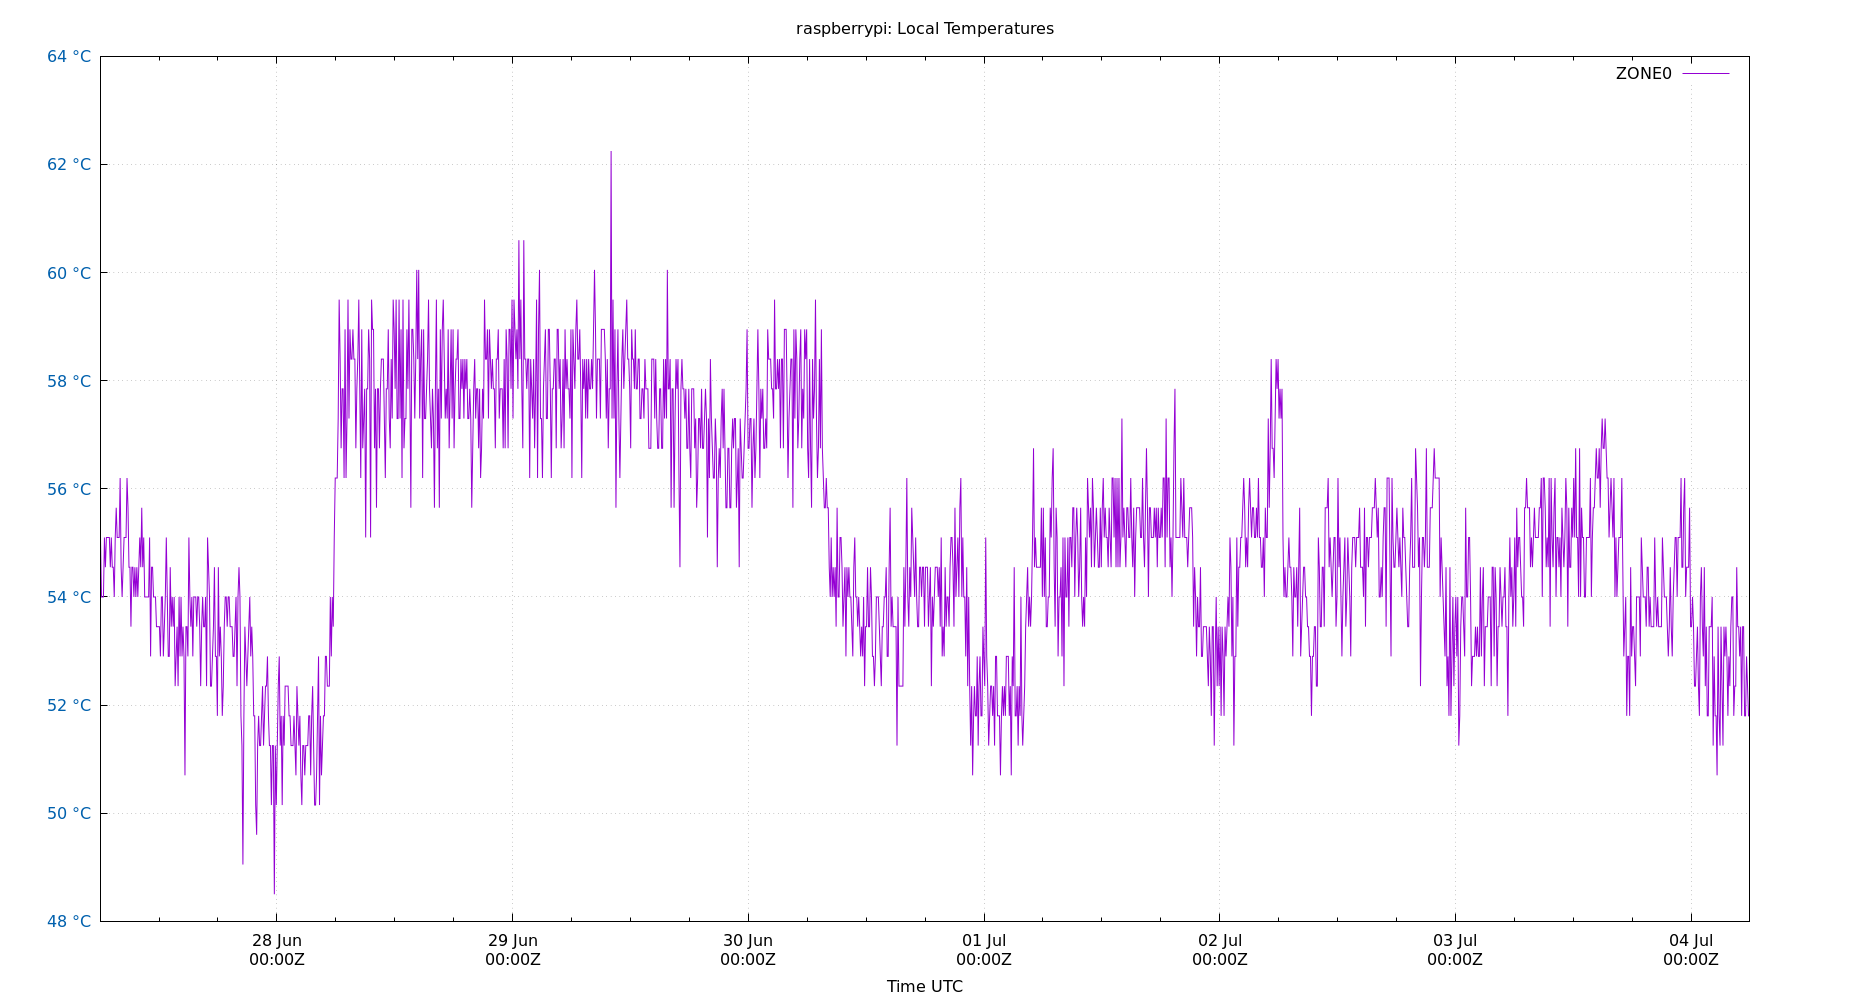 raspberrypi: Local Temperatures
64 °C
ZONE0
62 °C
60 °C
58 °C
56 °C
54 °C
52 °C
50 °C
48 °C
28 Jun 29 Jun 30 Jun 01 Jul 02 Jul 03 Jul 04 Jul
00:00Z 00:00Z 00:00Z 00:00Z 00:00Z 00:00Z 00:00Z
Time UTC